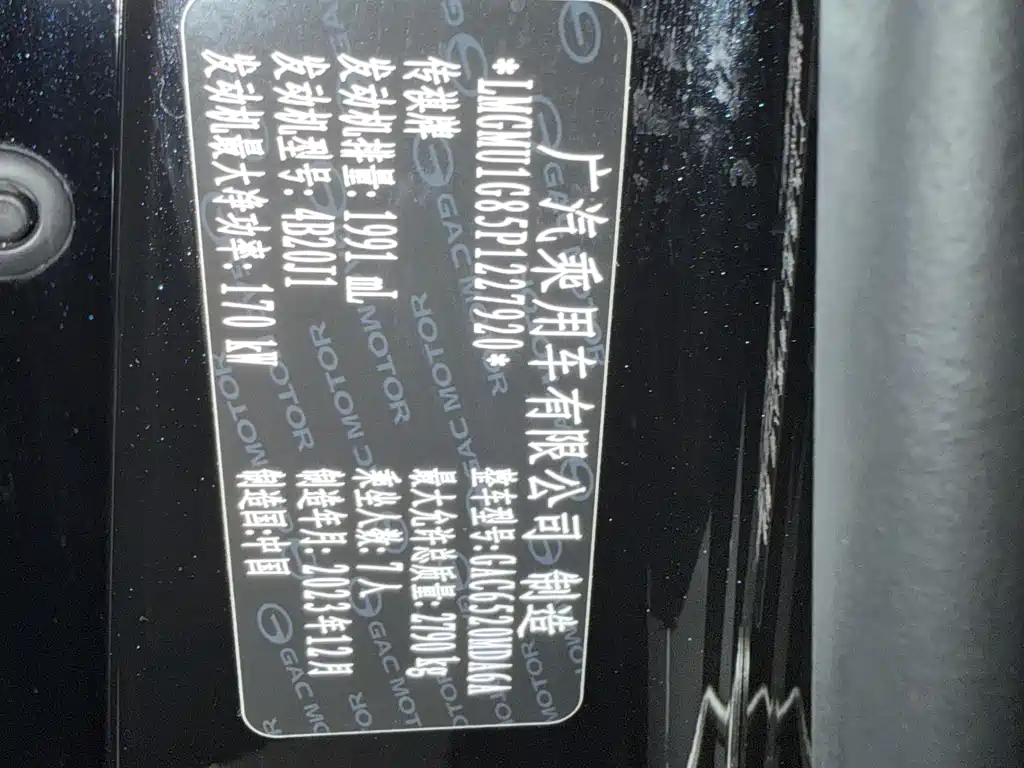 广汽乘用车有限公司 制造
*LMGMU1G85P1227920* 整车型号:GAC6520MDA6A
传祺牌 最大允许总质量: 2790 kg
发动机排量: 1991 mL 乘坐人数: 7人
发动机型号: 4B20J1 制造年月: 2023年12月
发动机最大净功率: 170 kW 制造国:中国